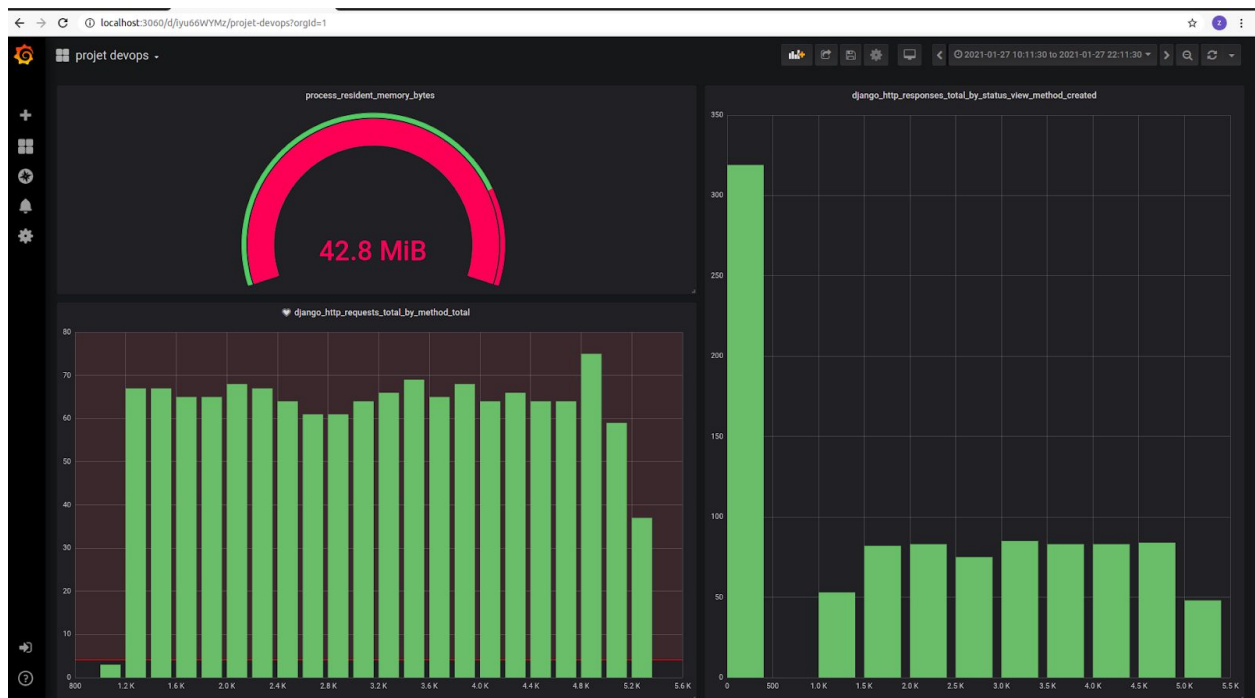 localhost:3060/d/iyu66WYMz/projet-devops?orgId=1
z
projet devops
2021-01-27 10:11:30 to 2021-01-27 22:11:30
process_resident_memory_bytes
42.8 MiB
django_http_requests_total_by_method_total
80
70
60
50
40
30
20
10
0
800 1.2 K 1.6 K 2.0 K 2.4 K 2.8 K 3.2 K 3.6 K 4.0 K 4.4 K 4.8 K 5.2 K 5.6 K
django_http_responses_total_by_status_view_method_created
350
300
250
200
150
100
50
0
0 500 1.0 K 1.5 K 2.0 K 2.5 K 3.0 K 3.5 K 4.0 K 4.5 K 5.0 K 5.5 K